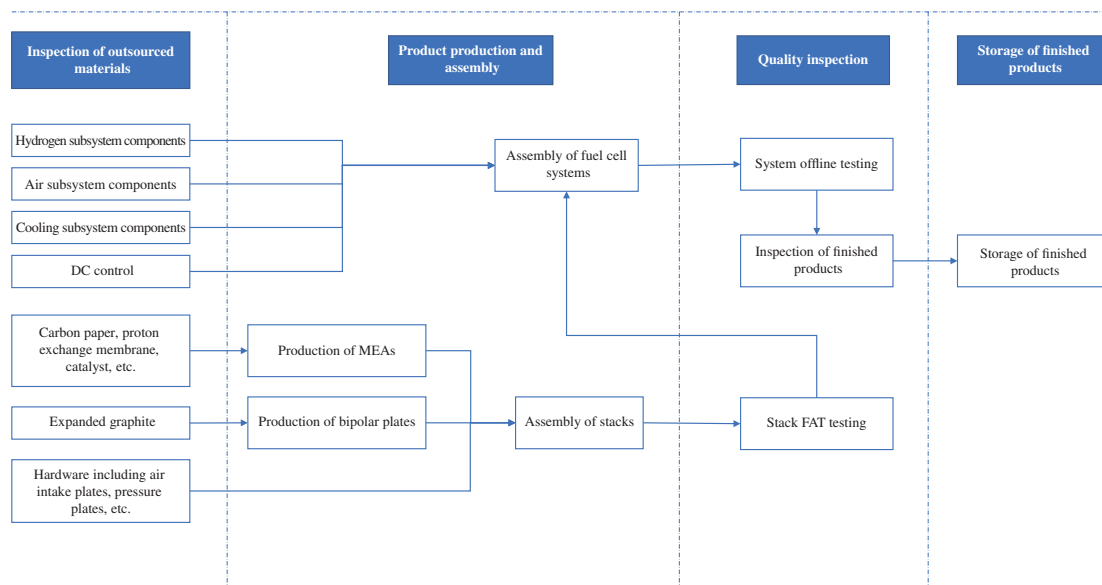 Inspection of outsourced
materials
Product production and
assembly
Quality inspection
Storage of finished
products
Hydrogen subsystem components
Air subsystem components
Cooling subsystem components
DC control
Assembly of fuel cell
systems
System offline testing
Inspection of finished
products
Storage of finished
products
Carbon paper, proton
exchange membrane,
catalyst, etc.
Production of MEAs
Expanded graphite
Production of bipolar plates
Assembly of stacks
Stack FAT testing
Hardware including air
intake plates, pressure
plates, etc.